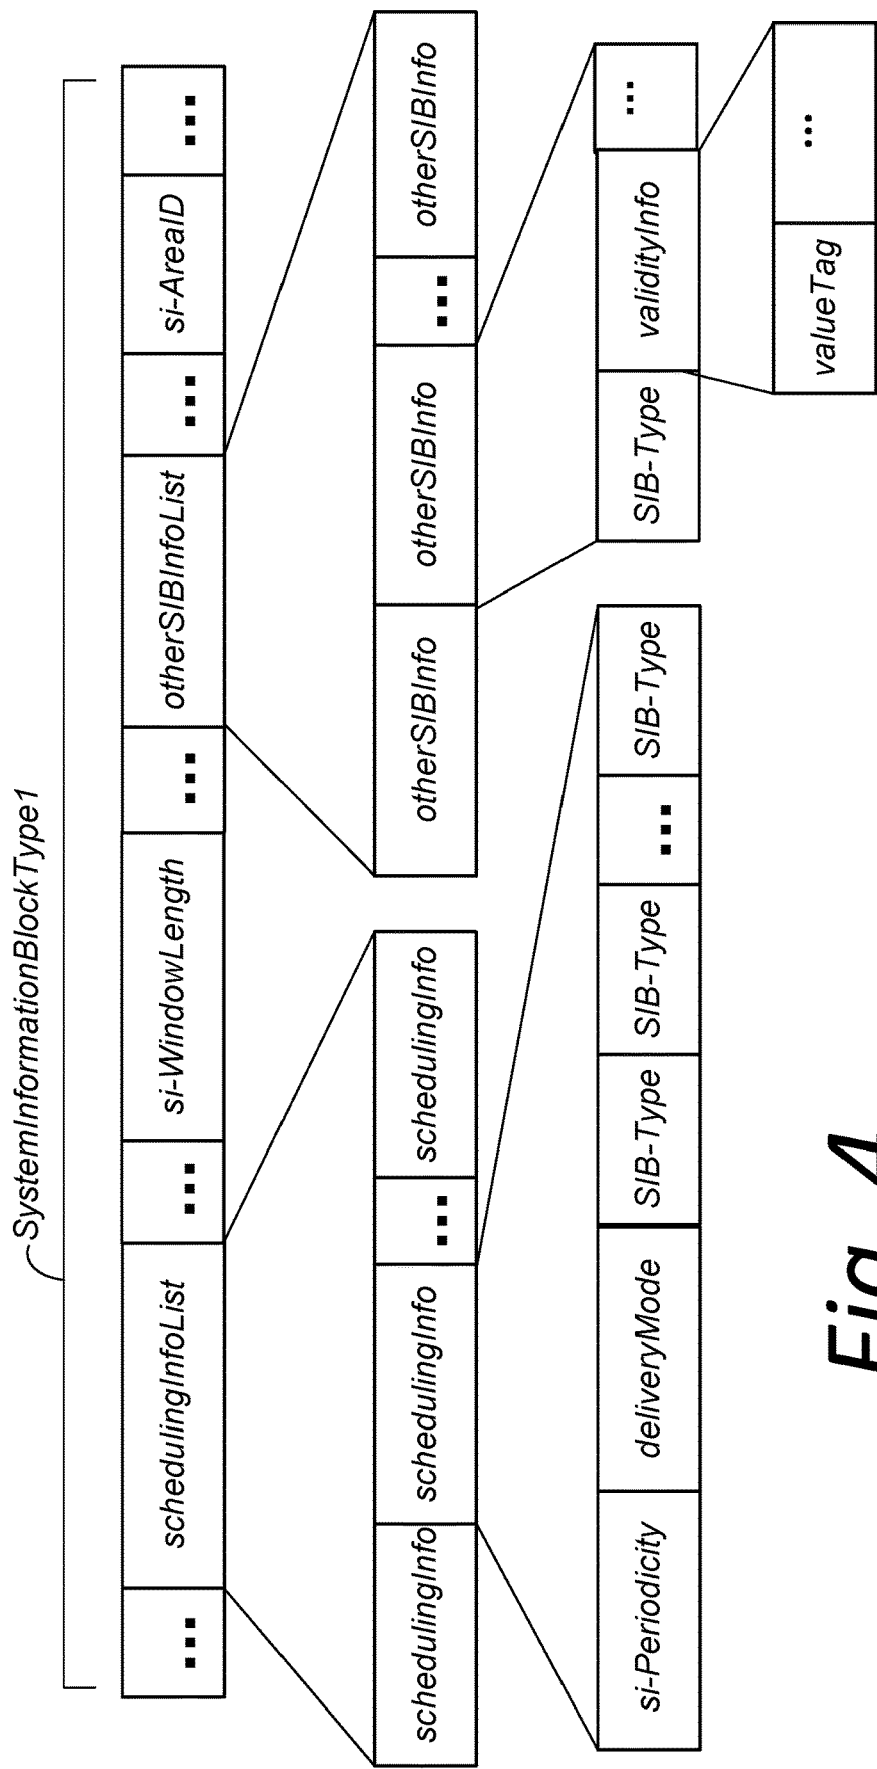 SystemInformationBlockType1
... schedulingInfoList ... si-WindowLength ... otherSIBInfoList ... si-AreaID ...
schedulingInfo schedulingInfo ... schedulingInfo
otherSIBInfo otherSIBInfo ... otherSIBInfo
si-Periodicity deliveryMode SIB-Type SIB-Type ... SIB-Type
SIB-Type validityInfo ...
valueTag ...
Fig. 4